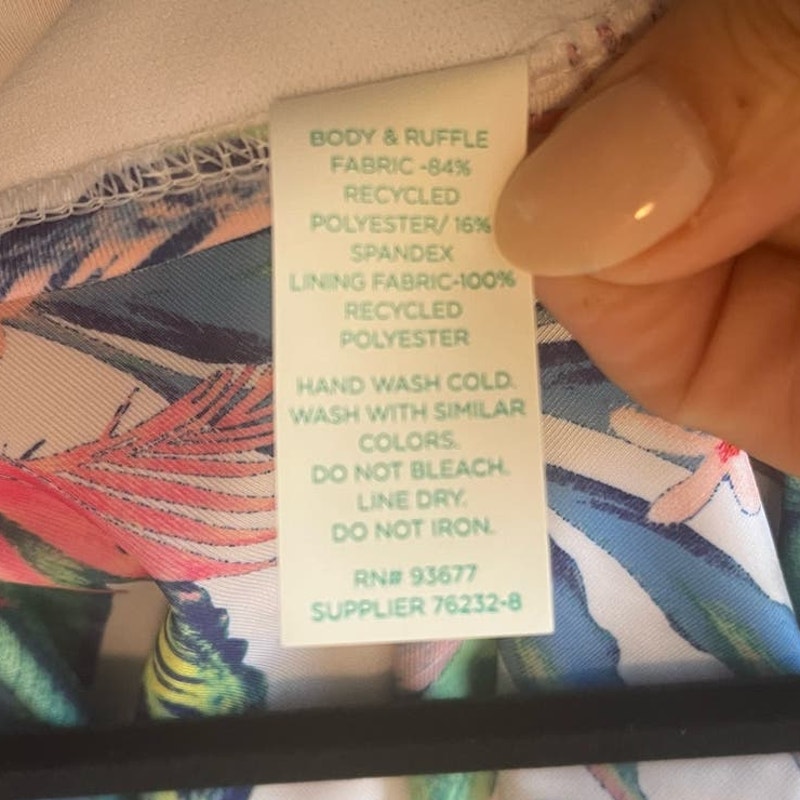 BODY & RUFFLE
FABRIC -84%
RECYCLED
POLYESTER/ 16%
SPANDEX
LINING FABRIC-100%
RECYCLED
POLYESTER
HAND WASH COLD.
WASH WITH SIMILAR
COLORS.
DO NOT BLEACH.
LINE DRY.
DO NOT IRON.
RN# 93677
SUPPLIER 76232-8